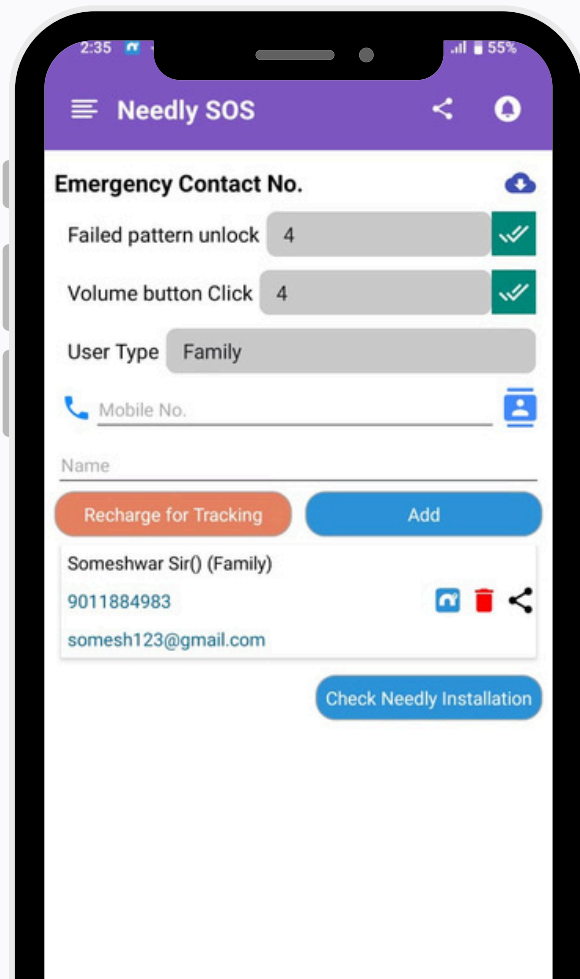 2:35 55%
Needly SOS
Emergency Contact No.
Failed pattern unlock 4
Volume button Click 4
User Type Family
Mobile No.
Name
Recharge for Tracking Add
Someshwar Sir() (Family)
9011884983
somesh123@gmail.com
Check Needly Installation